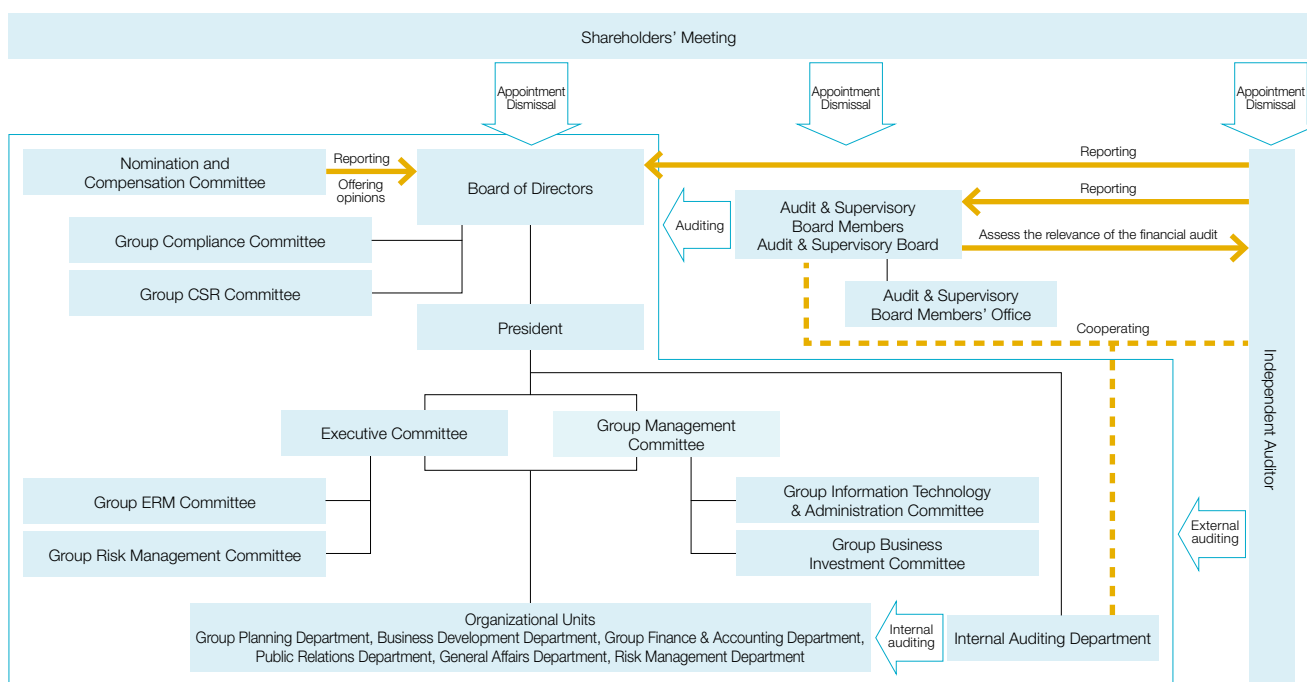 Shareholders' Meeting
Appointment
Dismissal
Appointment
Dismissal
Appointment
Dismissal
Nomination and
Compensation Committee
Reporting
Offering
opinions
Board of Directors
Reporting
Reporting
Auditing
Audit & Supervisory
Board Members
Audit & Supervisory Board
Assess the relevance of the financial audit
Group Compliance Committee
Group CSR Committee
Audit & Supervisory
Board Members' Office
President
Cooperating
Independent Auditor
Executive Committee
Group Management
Committee
Group ERM Committee
Group Risk Management Committee
Group Information Technology
& Administration Committee
Group Business
Investment Committee
External
auditing
Organizational Units
Group Planning Department, Business Development Department, Group Finance & Accounting Department,
Public Relations Department, General Affairs Department, Risk Management Department
Internal
auditing
Internal Auditing Department